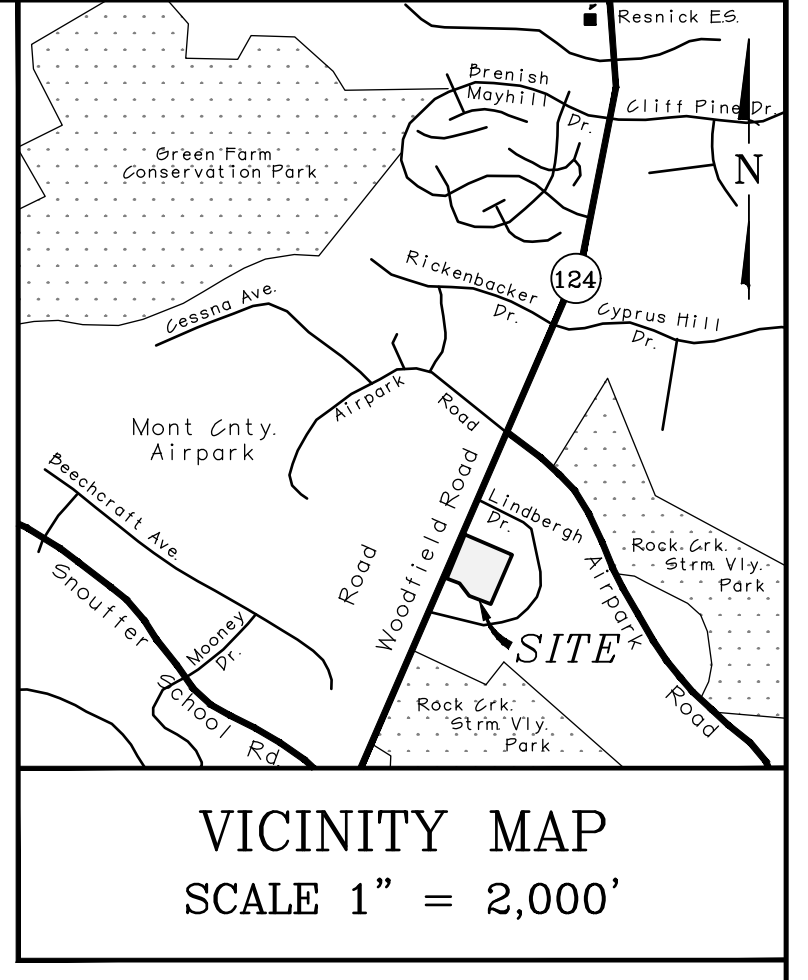 Resnick E.S.
Brenish
Mayhill
Dr.
Cliff Pine Dr.
Green Farm
Conservation Park
N
Rickenbacker
Dr.
124
Cessna Ave.
Cyprus Hill
Dr.
Airpark
Road
Mont Cnty.
Airpark
Beechcraft Ave.
Lindbergh
Dr.
Woodfield Road
Road
Rock Crk.
Strm Vly.
Park
Airpark
Road
Snouffer
School Rd.
Mooney
Dr.
SITE
Rock Crk.
Strm Vly.
Park
VICINITY MAP
SCALE 1" = 2,000'